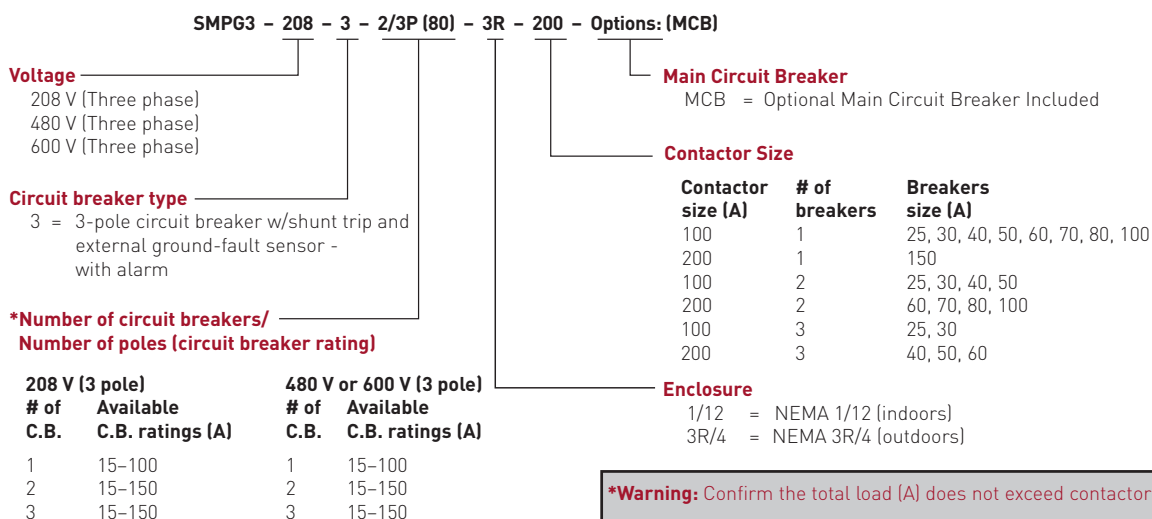 SMPG3 – 208 – 3 – 2/3P (80) – 3R – 200 – Options: (MCB)
Voltage
208 V (Three phase)
480 V (Three phase)
600 V (Three phase)
Circuit breaker type
3 = 3-pole circuit breaker w/shunt trip and
external ground-fault sensor -
with alarm
*Number of circuit breakers/
Number of poles (circuit breaker rating)
208 V (3 pole)
# of Available
C.B. C.B. ratings (A)
1 15–100
2 15–150
3 15–150
480 V or 600 V (3 pole)
# of Available
C.B. C.B. ratings (A)
1 15–100
2 15–150
3 15–150
Main Circuit Breaker
MCB = Optional Main Circuit Breaker Included
Contactor Size
Contactor # of Breakers
size (A) breakers size (A)
100 1 25, 30, 40, 50, 60, 70, 80, 100
200 1 150
100 2 25, 30, 40, 50
200 2 60, 70, 80, 100
100 3 25, 30
200 3 40, 50, 60
Enclosure
1/12 = NEMA 1/12 (indoors)
3R/4 = NEMA 3R/4 (outdoors)
*Warning: Confirm the total load (A) does not exceed contactor